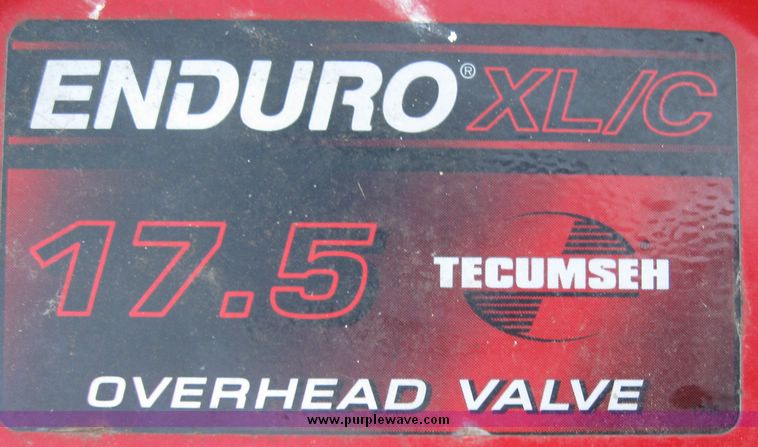 ENDURO® XL/C
17.5
TECUMSEH
OVERHEAD VALVE
www.purplewave.com